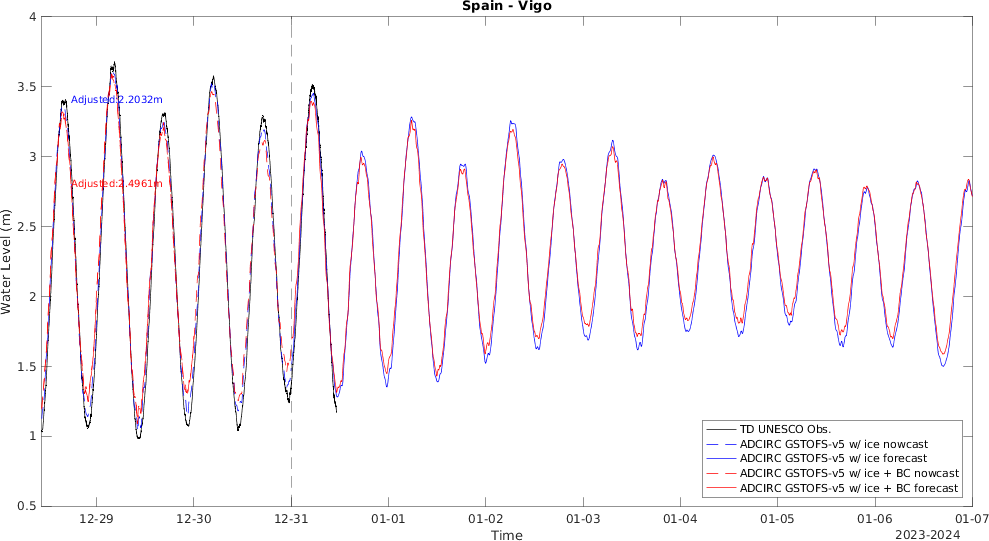 Spain - Vigo
4
3.5
3
2.5
2
1.5
1
0.5
Water Level (m)
Adjusted:2.2032m
Adjusted:2.4961m
TD UNESCO Obs.
ADCIRC GSTOFS-v5 w/ ice nowcast
ADCIRC GSTOFS-v5 w/ ice forecast
ADCIRC GSTOFS-v5 w/ ice + BC nowcast
ADCIRC GSTOFS-v5 w/ ice + BC forecast
12-29 12-30 12-31 01-01 01-02 01-03 01-04 01-05 01-06 01-07
Time
2023-2024